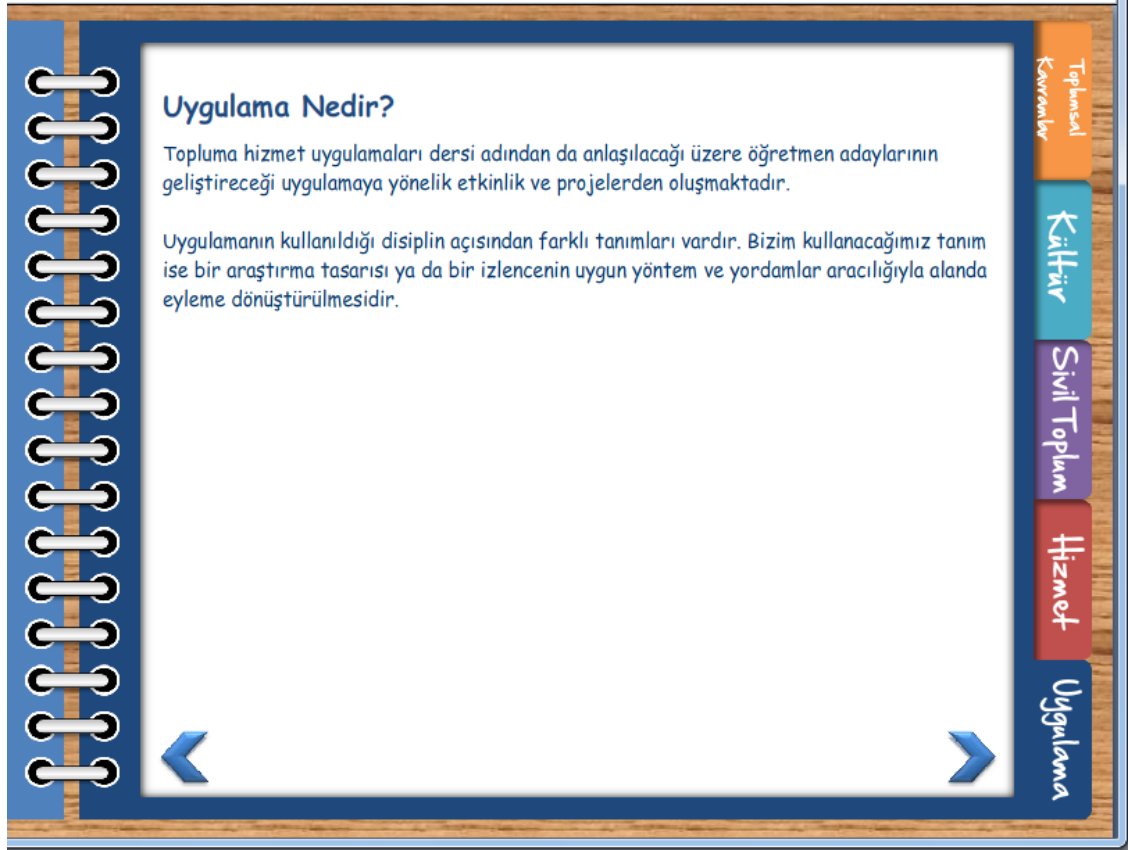 Uygulama Nedir?
Topluma hizmet uygulamaları dersi adından da anlaşılacağı üzere öğretmen adaylarının
geliştireceği uygulamaya yönelik etkinlik ve projelerden oluşmaktadır.
Uygulamanın kullanıldığı disiplin açısından farklı tanımları vardır. Bizim kullanacağımız tanım
ise bir araştırma tasarısı ya da bir izlencenin uygun yöntem ve yordamlar aracılığıyla alanda
eyleme dönüştürülmesidir.
Toplumsal
Kavramlar
Kültür
Sivil Toplum
Hizmet
Uygulama